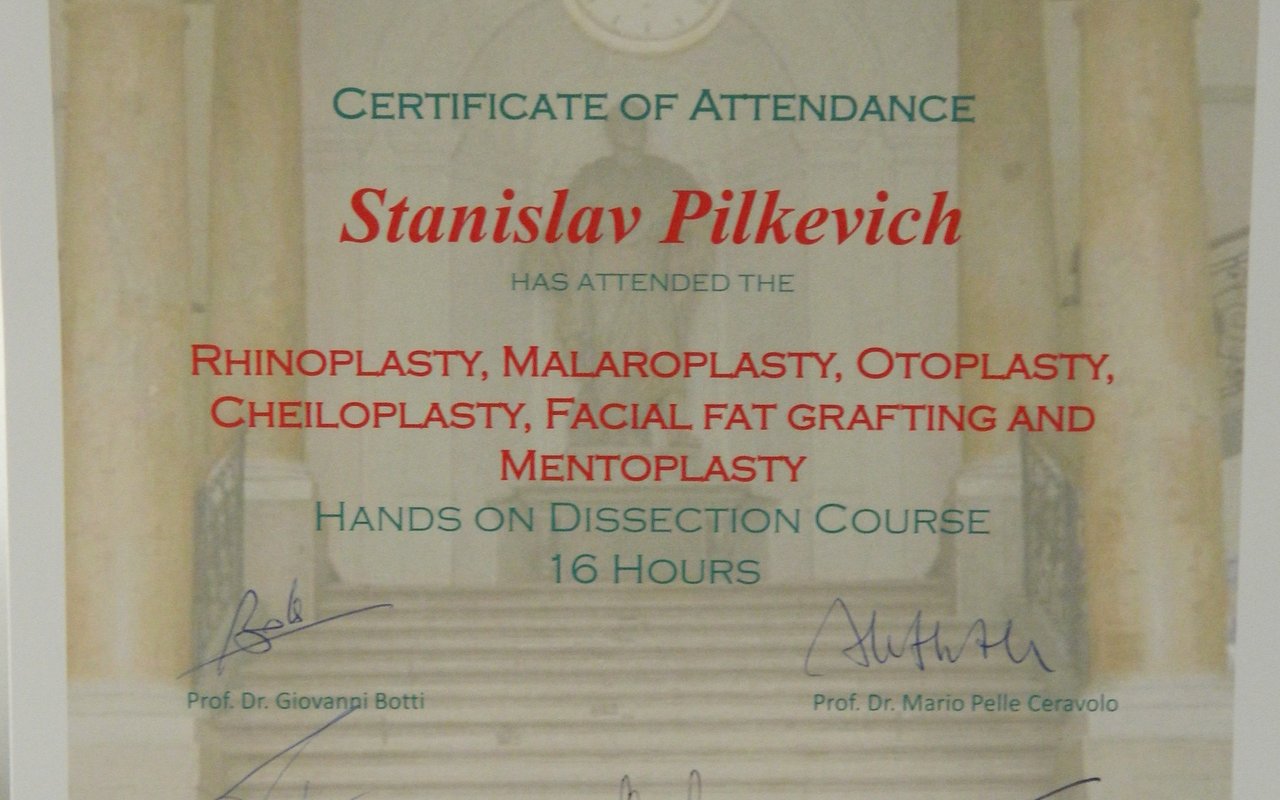 CERTIFICATE OF ATTENDANCE
Stanislav Pilkevich
HAS ATTENDED THE
RHINOPLASTY, MALAROPLASTY, OTOPLASTY,
CHEILOPLASTY, FACIAL FAT GRAFTING AND
MENTOPLASTY
HANDS ON DISSECTION COURSE
16 HOURS
Prof. Dr. Giovanni Botti
Prof. Dr. Mario Pelle Ceravolo